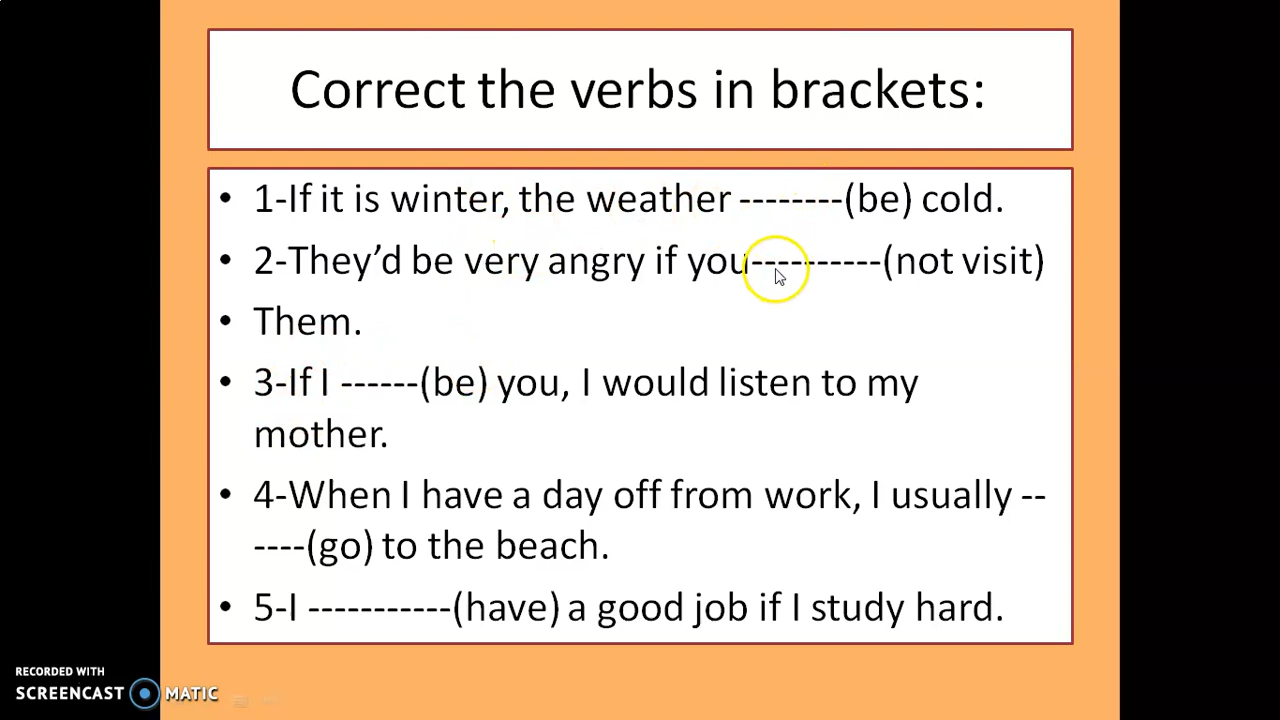 Correct the verbs in brackets:
• 1-If it is winter, the weather --------(be) cold.
• 2-They’d be very angry if you----------(not visit)
• Them.
• 3-If I ------(be) you, I would listen to my
mother.
• 4-When I have a day off from work, I usually --
----(go) to the beach.
• 5-I -----------(have) a good job if I study hard.
RECORDED WITH
SCREENCAST MATIC